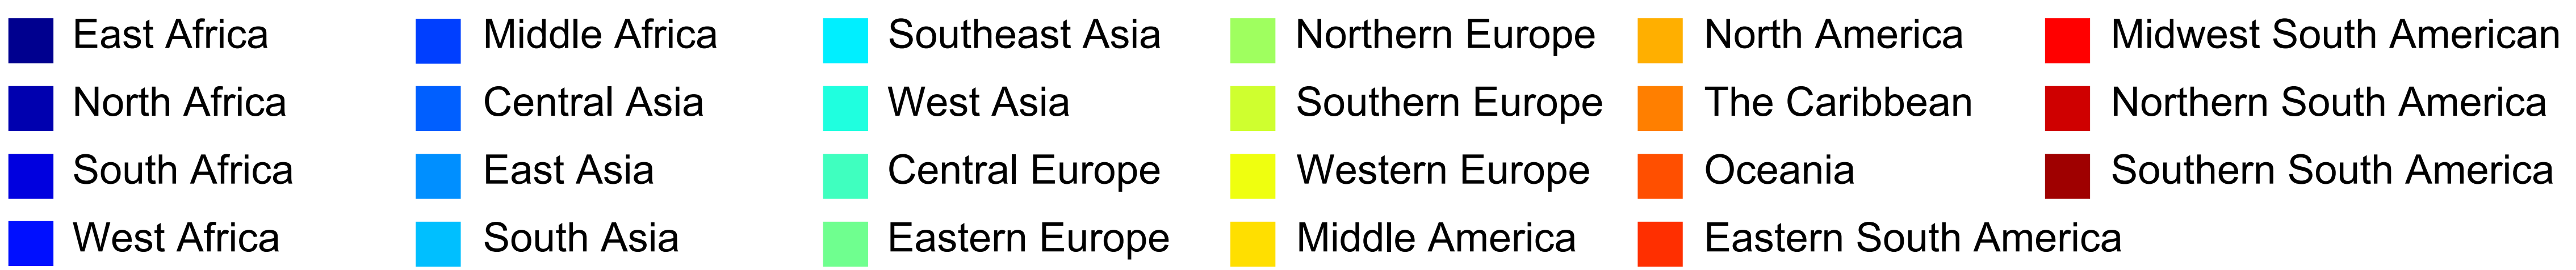 East Africa
North Africa
South Africa
West Africa
Middle Africa
Central Asia
East Asia
South Asia
Southeast Asia
West Asia
Central Europe
Eastern Europe
Northern Europe
Southern Europe
Western Europe
Middle America
North America
The Caribbean
Oceania
Eastern South America
Midwest South American
Northern South America
Southern South America